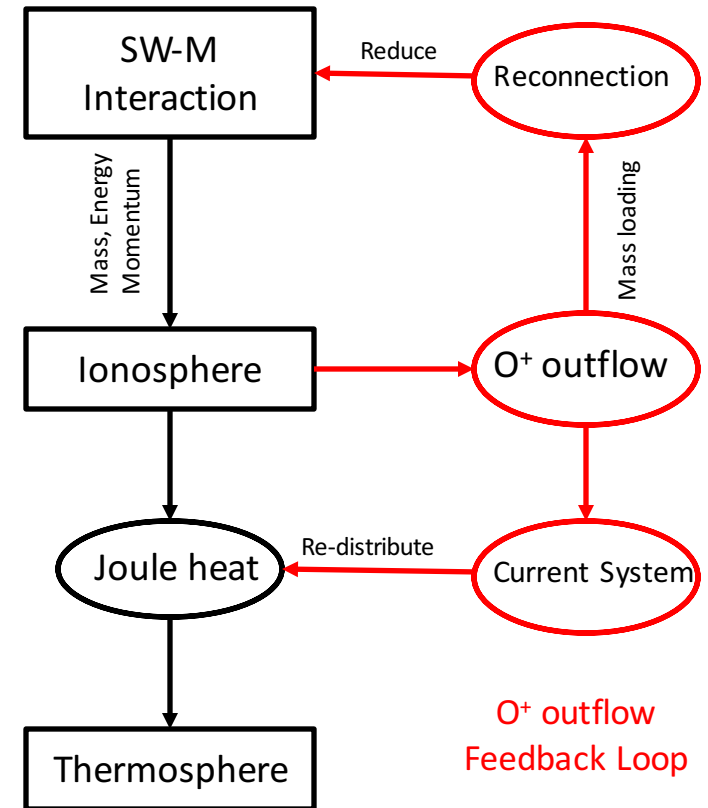 SW-M
Interaction
Reduce
Reconnection
Mass, Energy
Momentum
Mass loading
Ionosphere
O⁺ outflow
Joule heat
Re-distribute
Current System
Thermosphere
O⁺ outflow
Feedback Loop